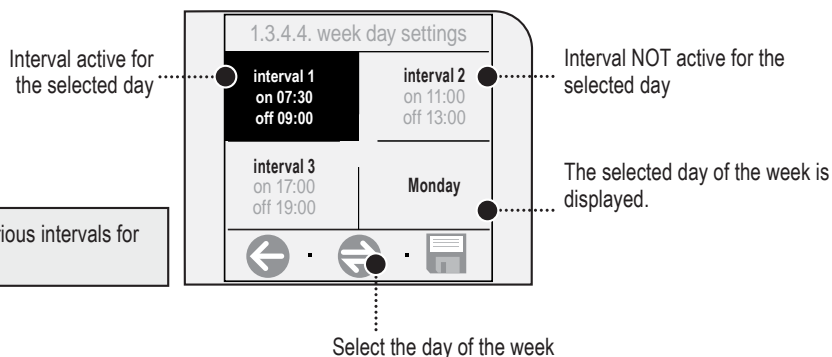 1.3.4.4. week day settings
Interval active for
the selected day
interval 1
on 07:30
off 09:00
interval 2
on 11:00
off 13:00
Interval NOT active for the
selected day
interval 3
on 17:00
off 19:00
Monday
The selected day of the week is
displayed.
intervals for
Select the day of the week